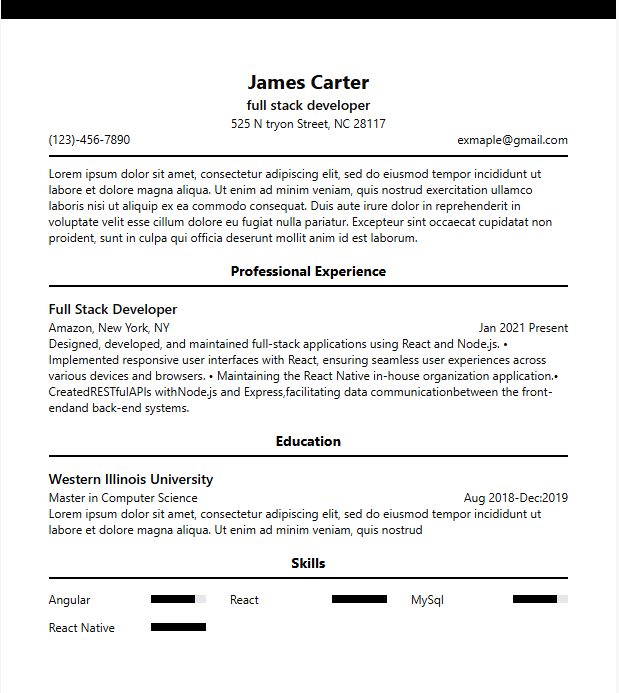 James Carter
full stack developer
525 N tryon Street, NC 28117
(123)-456-7890 exmaple@gmail.com
Lorem ipsum dolor sit amet, consectetur adipiscing elit, sed do eiusmod tempor incididunt ut
labore et dolore magna aliqua. Ut enim ad minim veniam, quis nostrud exercitation ullamco
laboris nisi ut aliquip ex ea commodo consequat. Duis aute irure dolor in reprehenderit in
voluptate velit esse cillum dolore eu fugiat nulla pariatur. Excepteur sint occaecat cupidatat non
proident, sunt in culpa qui officia deserunt mollit anim id est laborum.
Professional Experience
Full Stack Developer
Amazon, New York, NY Jan 2021 Present
Designed, developed, and maintained full-stack applications using React and Node.js. •
Implemented responsive user interfaces with React, ensuring seamless user experiences across
various devices and browsers. • Maintaining the React Native in-house organization application.•
CreatedRESTfulAPIs withNode.js and Express,facilitating data communicationbetween the front-
endand back-end systems.
Education
Western Illinois University
Master in Computer Science Aug 2018-Dec:2019
Lorem ipsum dolor sit amet, consectetur adipiscing elit, sed do eiusmod tempor incididunt ut
labore et dolore magna aliqua. Ut enim ad minim veniam, quis nostrud
Skills
Angular React MySql
React Native